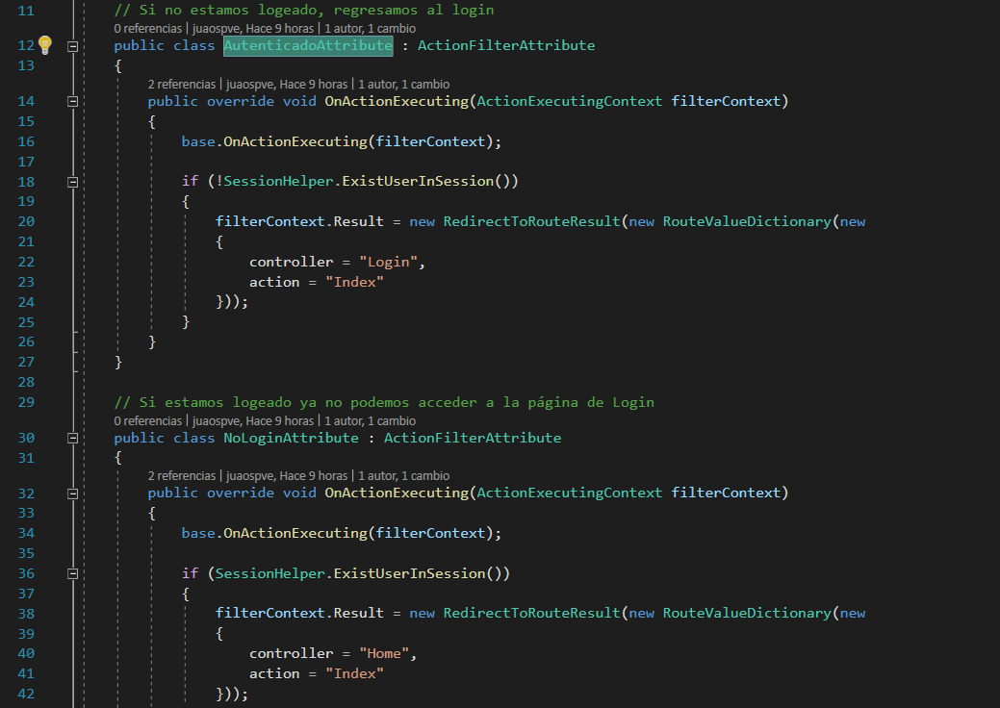 11 // Si no estamos logeado, regresamos al login
0 referencias | juaospve, Hace 9 horas | 1 autor, 1 cambio
12 public class AutenticadoAttribute : ActionFilterAttribute
13 {
2 referencias | juaospve, Hace 9 horas | 1 autor, 1 cambio
14 public override void OnActionExecuting(ActionExecutingContext filterContext)
15 {
16 base.OnActionExecuting(filterContext);
17
18 if (!SessionHelper.ExistUserInSession())
19 {
20 filterContext.Result = new RedirectToRouteResult(new RouteValueDictionary(new
21 {
22 controller = "Login",
23 action = "Index"
24 }));
25 }
26 }
27 }
28
29 // Si estamos logeado ya no podemos acceder a la página de Login
0 referencias | juaospve, Hace 9 horas | 1 autor, 1 cambio
30 public class NoLoginAttribute : ActionFilterAttribute
31 {
2 referencias | juaospve, Hace 9 horas | 1 autor, 1 cambio
32 public override void OnActionExecuting(ActionExecutingContext filterContext)
33 {
34 base.OnActionExecuting(filterContext);
35
36 if (SessionHelper.ExistUserInSession())
37 {
38 filterContext.Result = new RedirectToRouteResult(new RouteValueDictionary(new
39 {
40 controller = "Home",
41 action = "Index"
42 }));